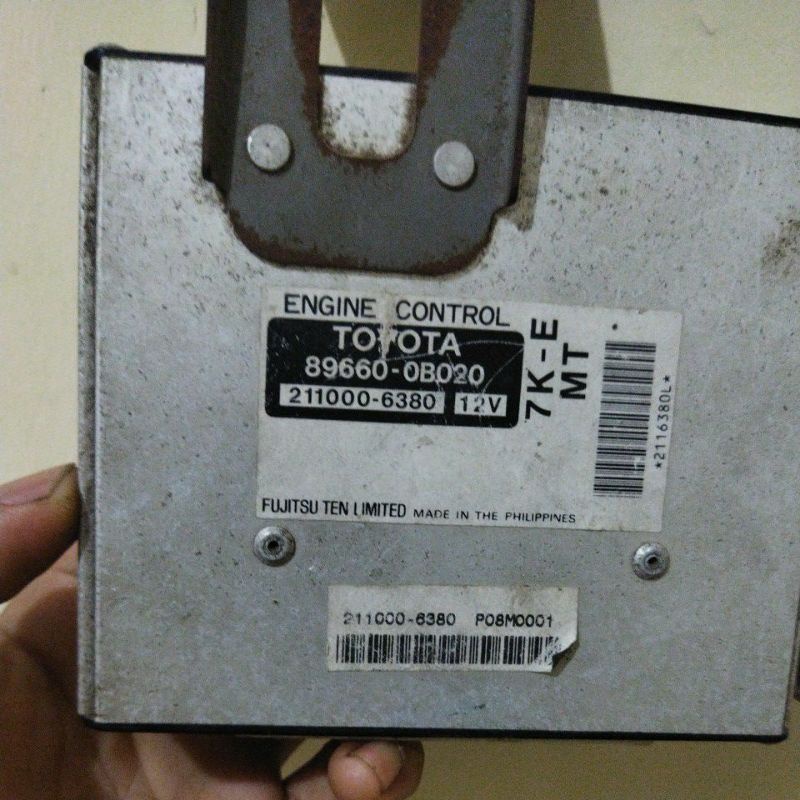 ENGINE CONTROL
TOYOTA
89660-0B020
211000-6380 12V
7K-E
MT
*2116380L*
FUJITSU TEN LIMITED MADE IN THE PHILIPPINES
211000-6380 P08M0001